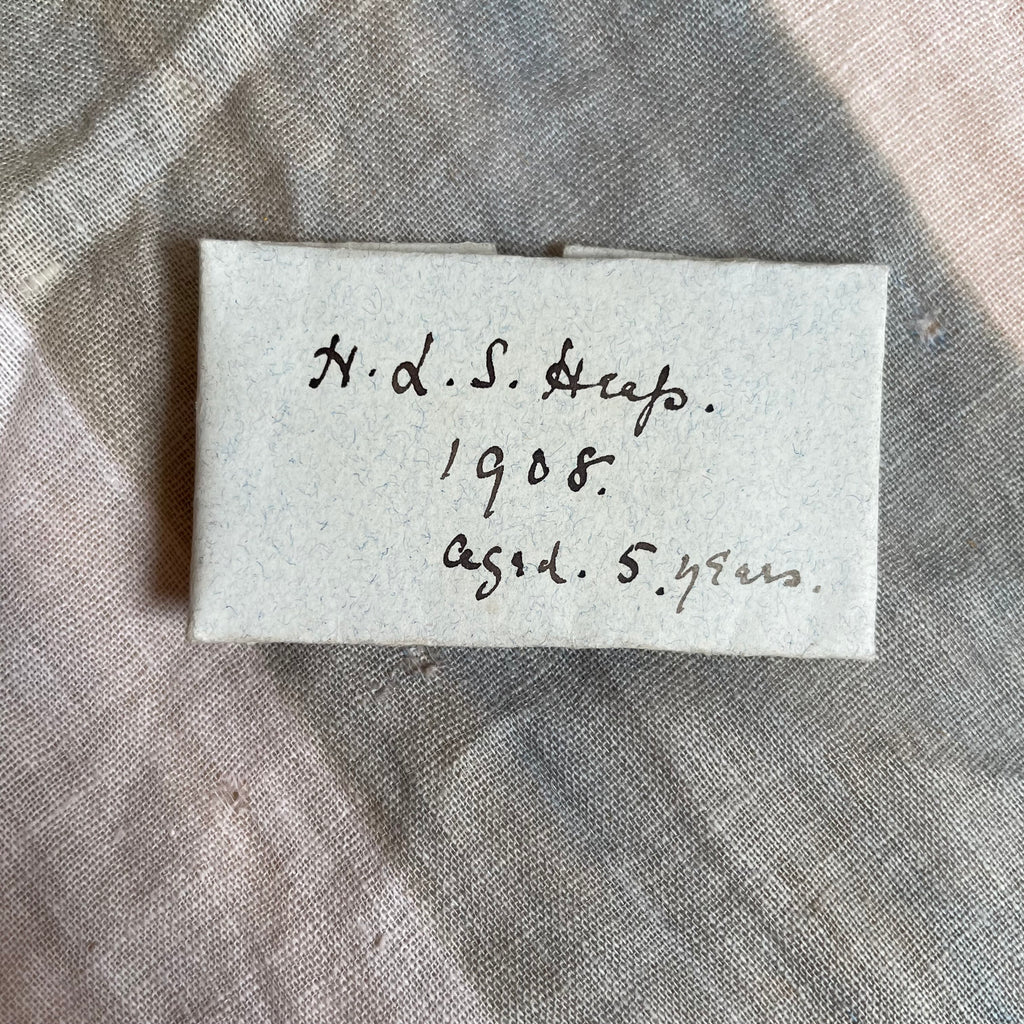 H. L. S. Heap.
1908.
aged. 5. years.